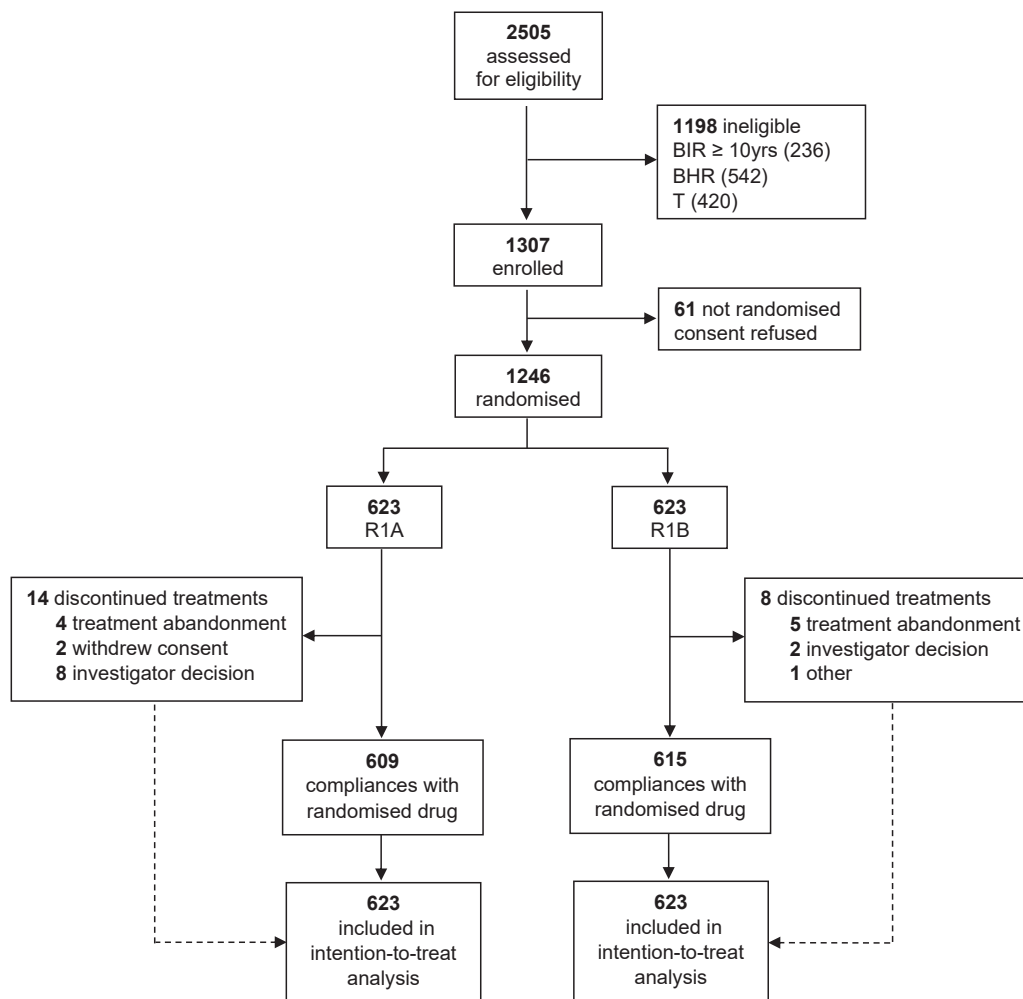 2505
assessed
for eligibility
1198 ineligible
BIR ≥ 10yrs (236)
BHR (542)
T (420)
1307
enrolled
61 not randomised
consent refused
1246
randomised
623
R1A
623
R1B
14 discontinued treatments
4 treatment abandonment
2 withdrew consent
8 investigator decision
8 discontinued treatments
5 treatment abandonment
2 investigator decision
1 other
609
compliances with
randomised drug
615
compliances with
randomised drug
623
included in
intention-to-treat
analysis
623
included in
intention-to-treat
analysis